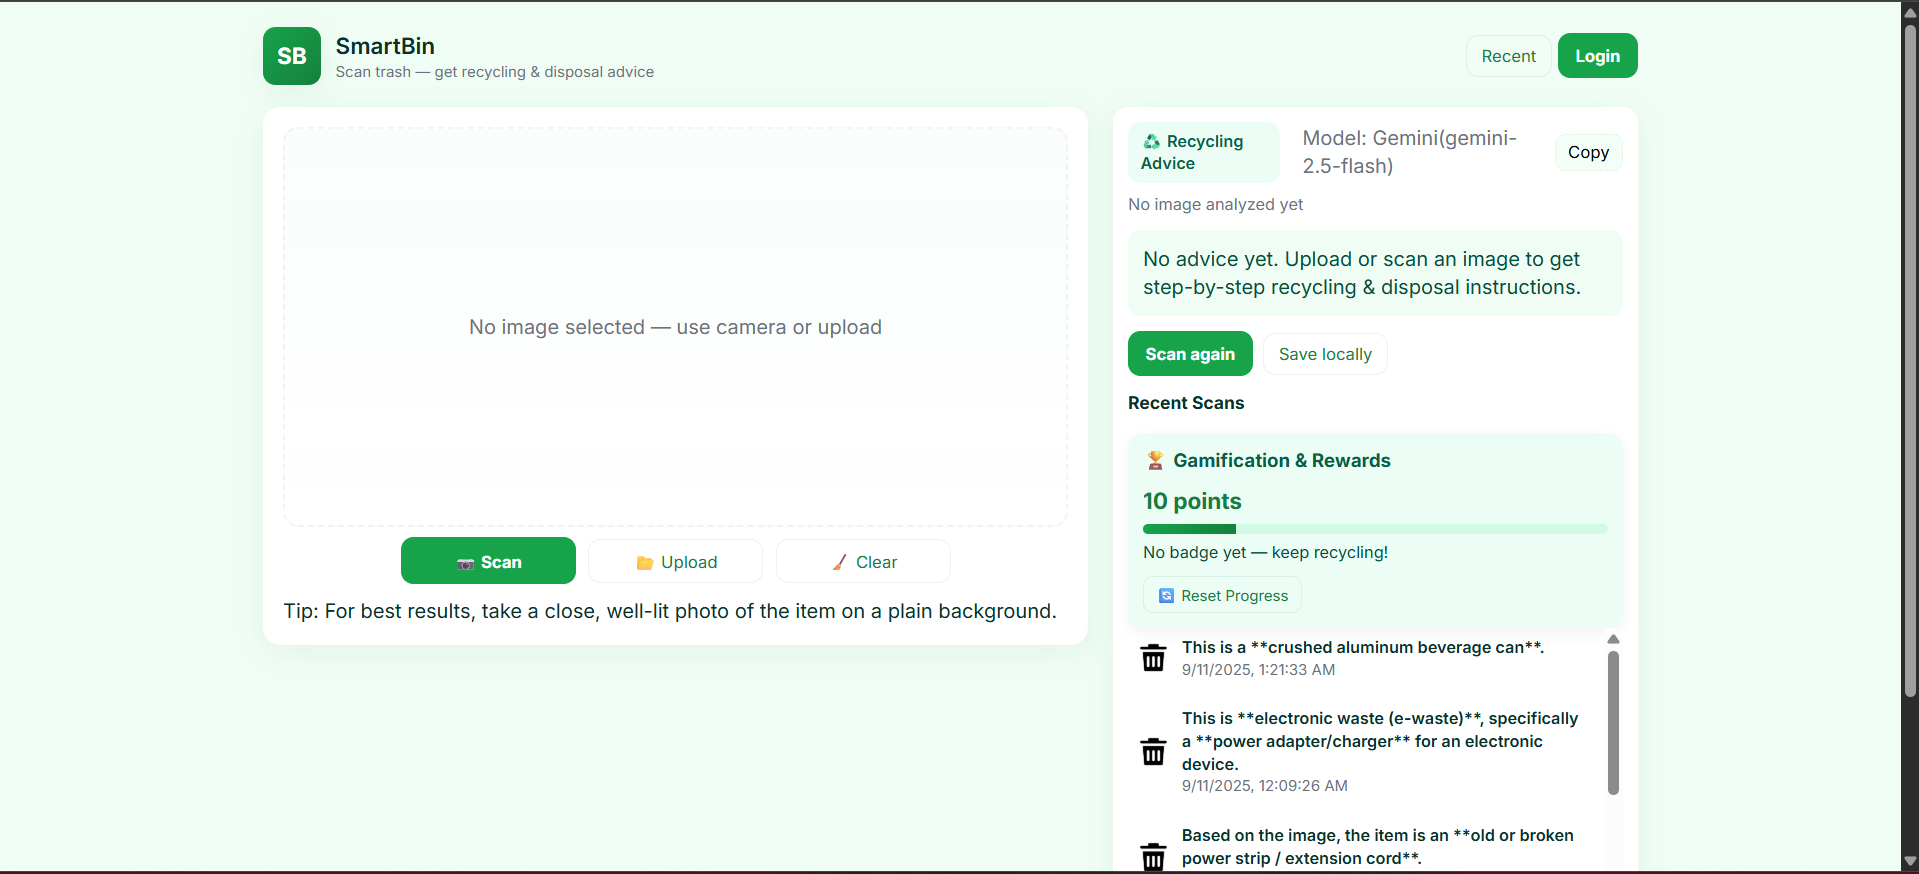 SB
SmartBin
Scan trash — get recycling & disposal advice
Recent
Login
No image selected — use camera or upload
Scan
Upload
Clear
Tip: For best results, take a close, well-lit photo of the item on a plain background.
Recycling
Advice
Model: Gemini(gemini-
2.5-flash)
Copy
No image analyzed yet
No advice yet. Upload or scan an image to get
step-by-step recycling & disposal instructions.
Scan again
Save locally
Recent Scans
Gamification & Rewards
10 points
No badge yet — keep recycling!
Reset Progress
This is a **crushed aluminum beverage can**.
9/11/2025, 1:21:33 AM
This is **electronic waste (e-waste)**, specifically
a **power adapter/charger** for an electronic
device.
9/11/2025, 12:09:26 AM
Based on the image, the item is an **old or broken
power strip / extension cord**.